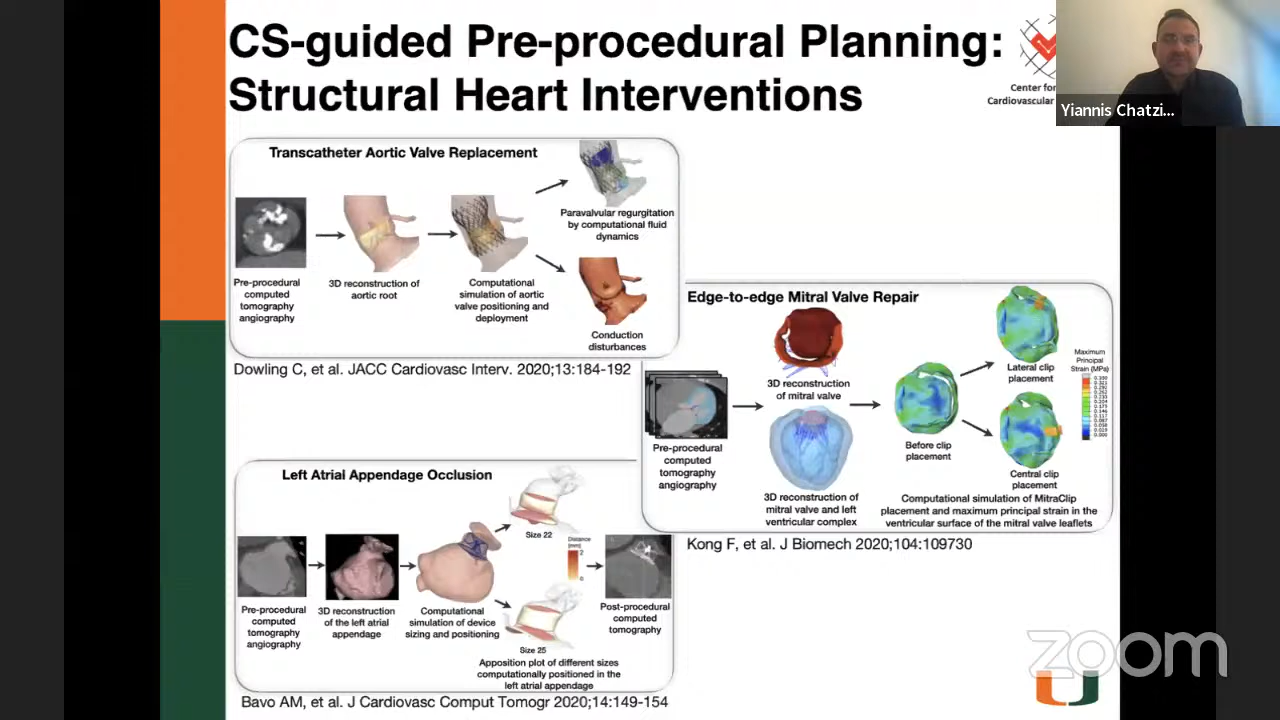 CS-guided Pre-procedural Planning:
Structural Heart Interventions
Center for
Cardiovascular
Yiannis Chatzi...
Transcatheter Aortic Valve Replacement
Pre-procedural
computed
tomography
angiography
3D reconstruction of
aortic root
Computational
simulation of aortic
valve positioning and
deployment
Paravalvular regurgitation
by computational fluid
dynamics
Conduction
disturbances
Dowling C, et al. JACC Cardiovasc Interv. 2020;13:184-192
Edge-to-edge Mitral Valve Repair
Pre-procedural
computed
tomography
angiography
3D reconstruction
of mitral valve
3D reconstruction of
mitral valve and left
ventricular complex
Before clip
placement
Lateral clip
placement
Central clip
placement
Maximum
Principal
Strain (MPa)
Computational simulation of MitraClip
placement and maximum principal strain in the
ventricular surface of the mitral valve leaflets
Kong F, et al. J Biomech 2020;104:109730
Left Atrial Appendage Occlusion
Pre-procedural
computed
tomography
angiography
3D reconstruction
of the left atrial
appendage
Computational
simulation of device
sizing and positioning
Size 22
Distance
(mm)
2
0
Size 25
Apposition plot of different sizes
computationally positioned in the
left atrial appendage
Post-procedural
computed
tomography
Bavo AM, et al. J Cardiovasc Comput Tomogr 2020;14:149-154
zoom